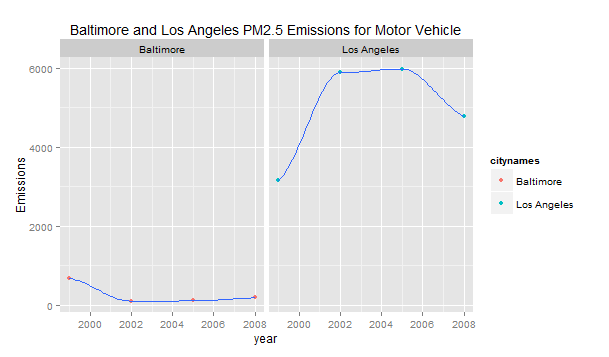 Baltimore and Los Angeles PM2.5 Emissions for Motor Vehicle
Baltimore
Los Angeles
6000
4000
2000
0
Emissions
2000 2002 2004 2006 2008
2000 2002 2004 2006 2008
year
citynames
Baltimore
Los Angeles